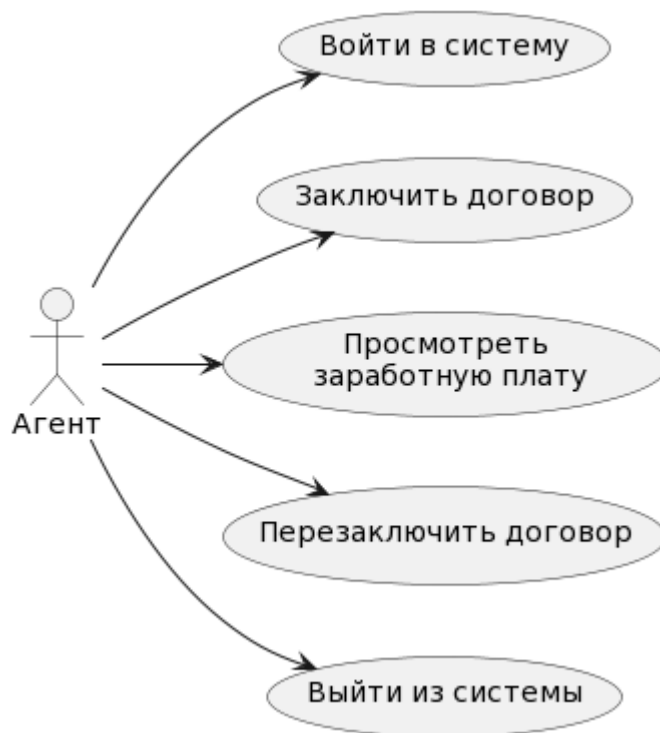 Войти в систему
Заключить договор
Просмотреть
заработную плату
Агент
Перезаключить договор
Выйти из системы